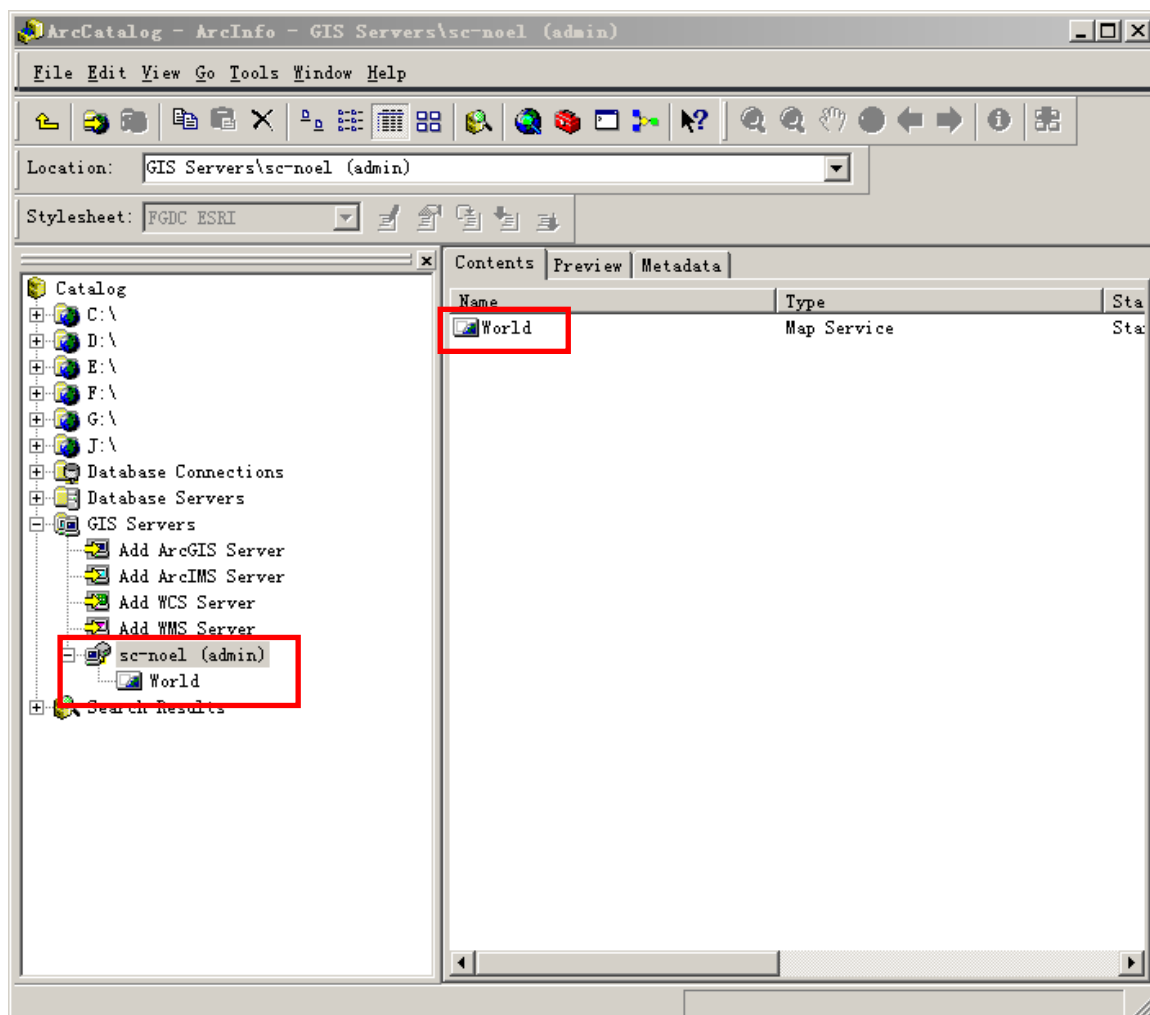 ArcCatalog - ArcInfo - GIS Servers\sc-noel (admin)
File Edit View Go Tools Window Help
Location: GIS Servers\sc-noel (admin)
Stylesheet: FGDC ESRI
Catalog
C:\
D:\
E:\
F:\
G:\
J:\
Database Connections
Database Servers
GIS Servers
Add ArcGIS Server
Add ArcIMS Server
Add WCS Server
Add WMS Server
sc-noel (admin)
World
Search Results
Contents Preview Metadata
Name Type Sta
World Map Service Sta